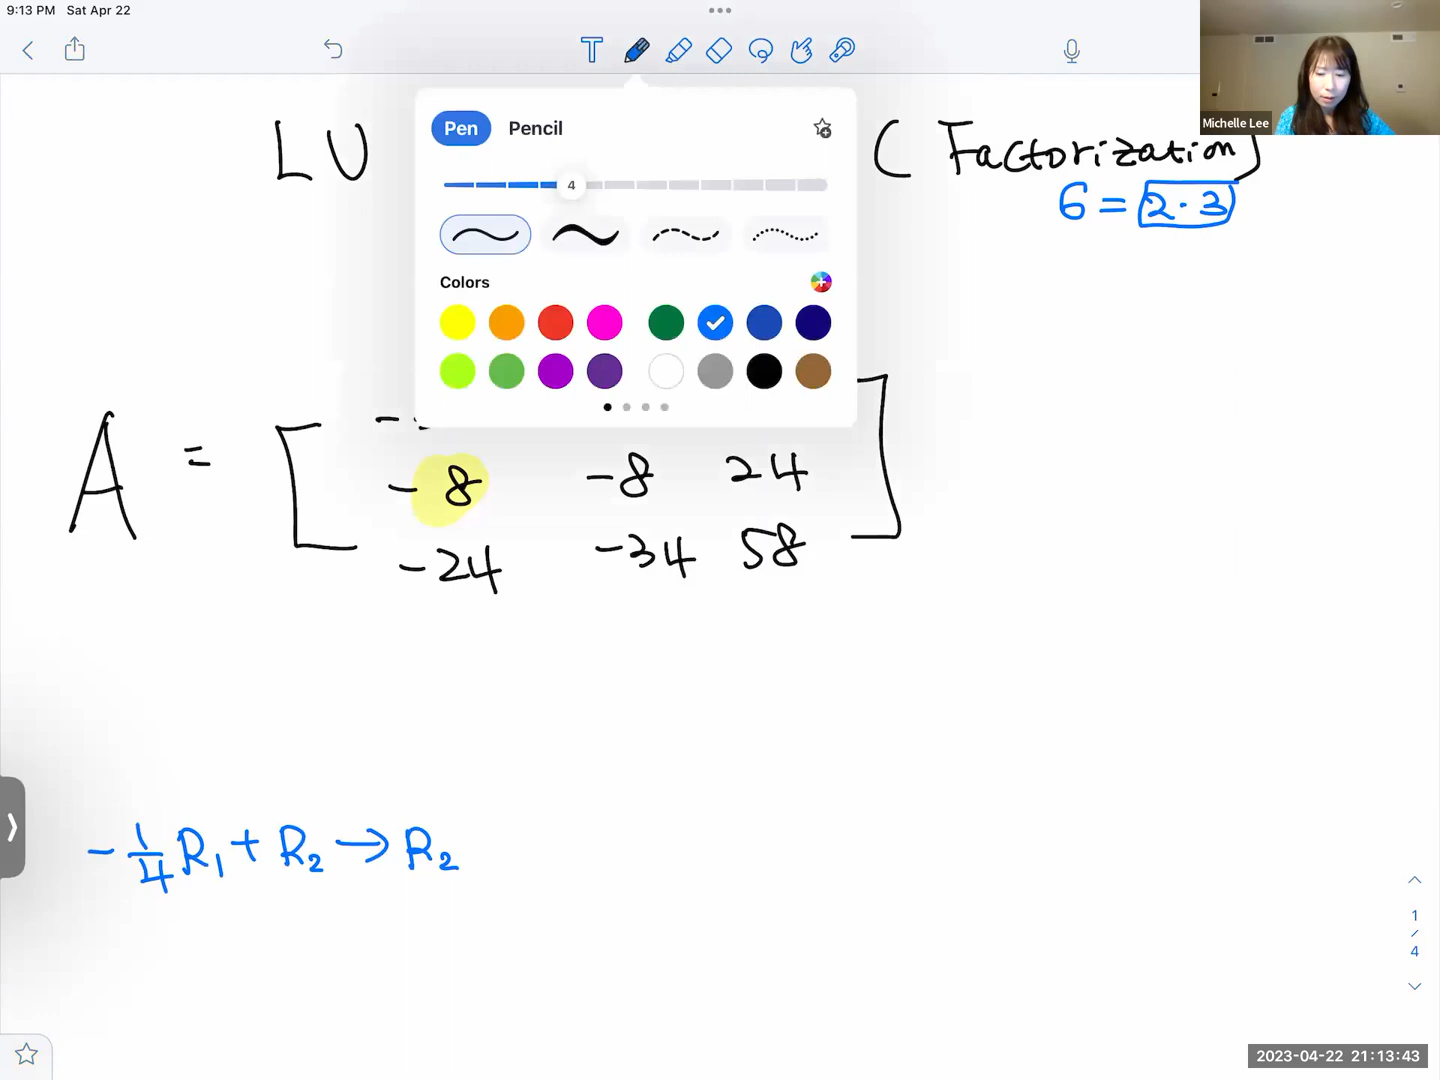 9:13 PM Sat Apr 22
T
Michelle Lee
Pen Pencil
4
Colors
LU ( Factorization)
6 = 2 · 3
A =
-8 -8 24
-24 -34 58
-1/4 R1 + R2 → R2
1
/
4
2023-04-22 21:13:43